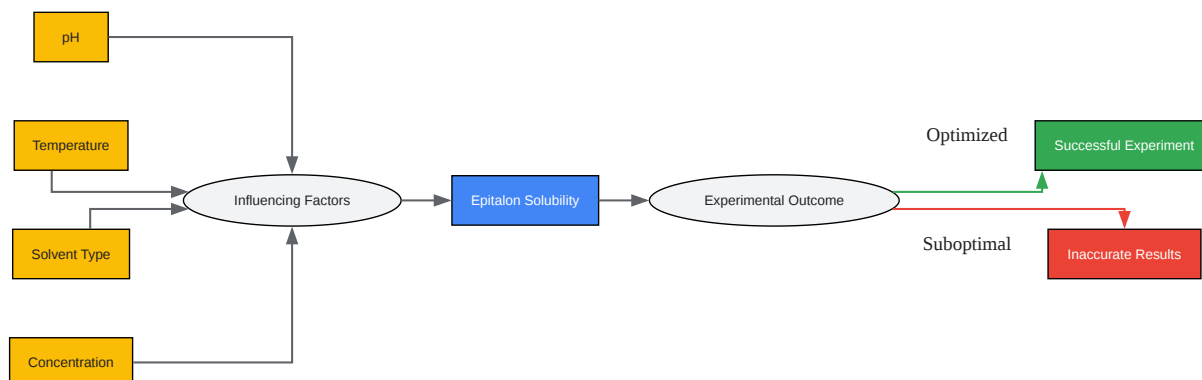 pH
Temperature
Solvent Type
Concentration
Influencing Factors
Epitalon Solubility
Experimental Outcome
Optimized
Suboptimal
Successful Experiment
Inaccurate Results